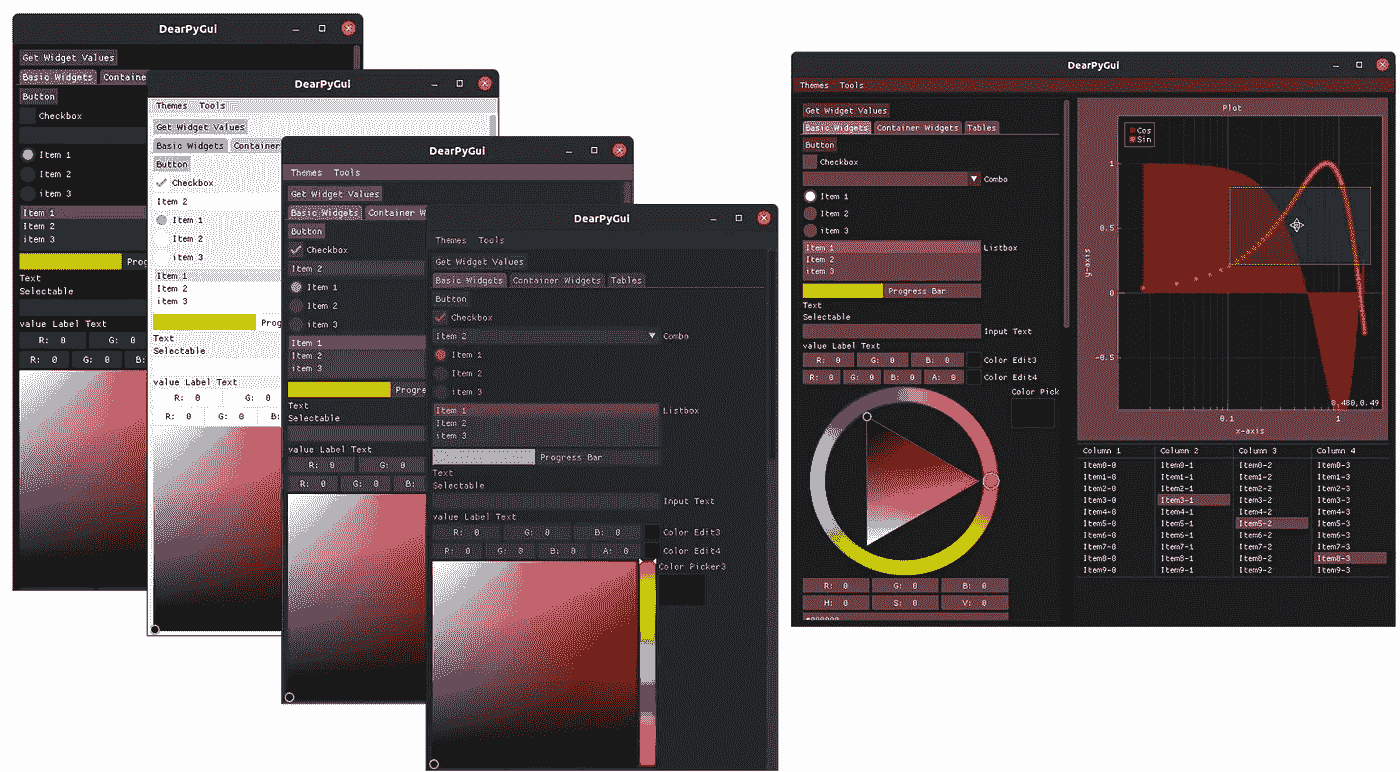 DearPyGui
Get Widget Values
Basic Widgets Container
Button
Checkbox
Item 1
Item 2
item 3
Item 1
Item 2
item 3
Prog
Text
Selectable
value Label Text
R: 0 G: 0
R: 0 G: 0 B:
DearPyGui
Themes Tools
Get Widget Values
Basic Widgets Container
Button
Checkbox
Item 2
Item 1
Item 2
item 3
Item 1
Item 2
item 3
Prog
Text
Selectable
value Label Text
R: 0 G: 0
R: 0 G: 0 B:
DearPyGui
Themes Tools
Get Widget Values
Basic Widgets Container W
Button
Checkbox
Item 2
Item 1
Item 2
item 3
Item 1
Item 2
item 3
Progre
Text
Selectable
value Label Text
R: 0 G: 0
R: 0 G: 0 B:
DearPyGui
Themes Tools
Get Widget Values
Basic Widgets Container Widgets Tables
Button
Checkbox
Item 2 Combo
Item 1
Item 2
item 3
Item 1 Listbox
Item 2
item 3
Progress Bar
Text
Selectable
Input Text
value Label Text
R: 0 G: 0 B: 0 Color Edit3
R: 0 G: 0 B: 0 A: 0 Color Edit4
Color Picker3
DearPyGui
Themes Tools
Get Widget Values
Basic Widgets Container Widgets Tables
Button
Checkbox
Combo
Item 1
Item 2
item 3
Item 1 Listbox
Item 2
item 3
Progress Bar
Text
Selectable
Input Text
value Label Text
R: 0 G: 0 B: 0 Color Edit3
R: 0 G: 0 B: 0 A: 0 Color Edit4
Color Pick
R: 0 G: 0 B: 0
H: 0 S: 0 V: 0
Plot
Cos
Sin
1
0.5
0
-0.5
y-axis
0.480,0.49
0.1 1
x-axis
Column 1 Column 2 Column 3 Column 4
Item0-0 Item0-1 Item0-2 Item0-3
Item1-0 Item1-1 Item1-2 Item1-3
Item2-0 Item2-1 Item2-2 Item2-3
Item3-0 Item3-1 Item3-2 Item3-3
Item4-0 Item4-1 Item4-2 Item4-3
Item5-0 Item5-1 Item5-2 Item5-3
Item6-0 Item6-1 Item6-2 Item6-3
Item7-0 Item7-1 Item7-2 Item7-3
Item8-0 Item8-1 Item8-2 Item8-3
Item9-0 Item9-1 Item9-2 Item9-3